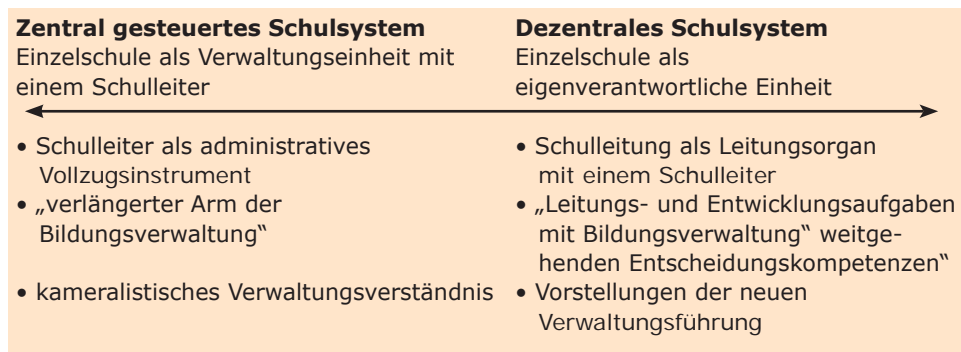 Zentral gesteuertes Schulsystem
Einzelschule als Verwaltungseinheit mit
einem Schulleiter
• Schulleiter als administratives
Vollzugsinstrument
• „verlängerter Arm der
Bildungsverwaltung“
• kameralistisches Verwaltungsverständnis
Dezentrales Schulsystem
Einzelschule als
eigenverantwortliche Einheit
• Schulleitung als Leitungsorgan
mit einem Schulleiter
• „Leitungs- und Entwicklungsaufgaben
mit Bildungsverwaltung“ weitge-
henden Entscheidungskompetenzen“
• Vorstellungen der neuen
Verwaltungsführung